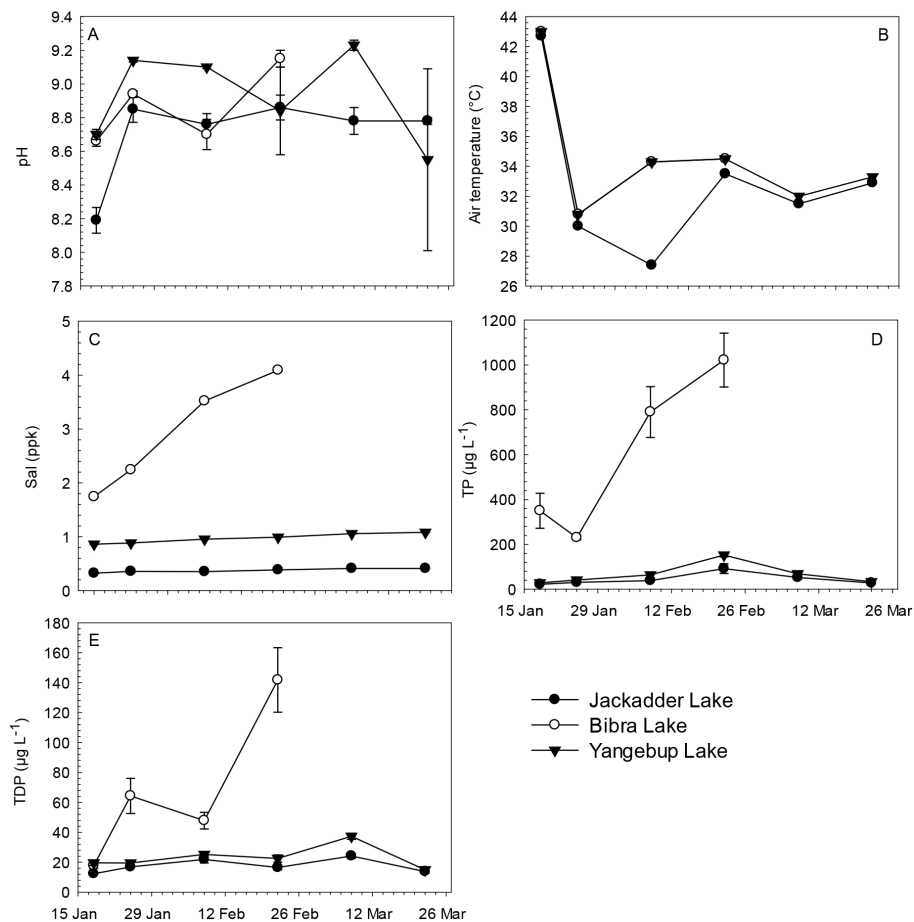 A
9.4
9.2
9.0
8.8
8.6
8.4
8.2
8.0
7.8
pH
B
44
42
40
38
36
34
32
30
28
26
Air temperature (°C)
C
5
4
3
2
1
0
Sal (ppk)
D
1200
1000
800
600
400
200
0
TP (µg L⁻¹)
15 Jan 29 Jan 12 Feb 26 Feb 12 Mar 26 Mar
E
180
160
140
120
100
80
60
40
20
0
TDP (µg L⁻¹)
15 Jan 29 Jan 12 Feb 26 Feb 12 Mar 26 Mar
Jackadder Lake
Bibra Lake
Yangebup Lake